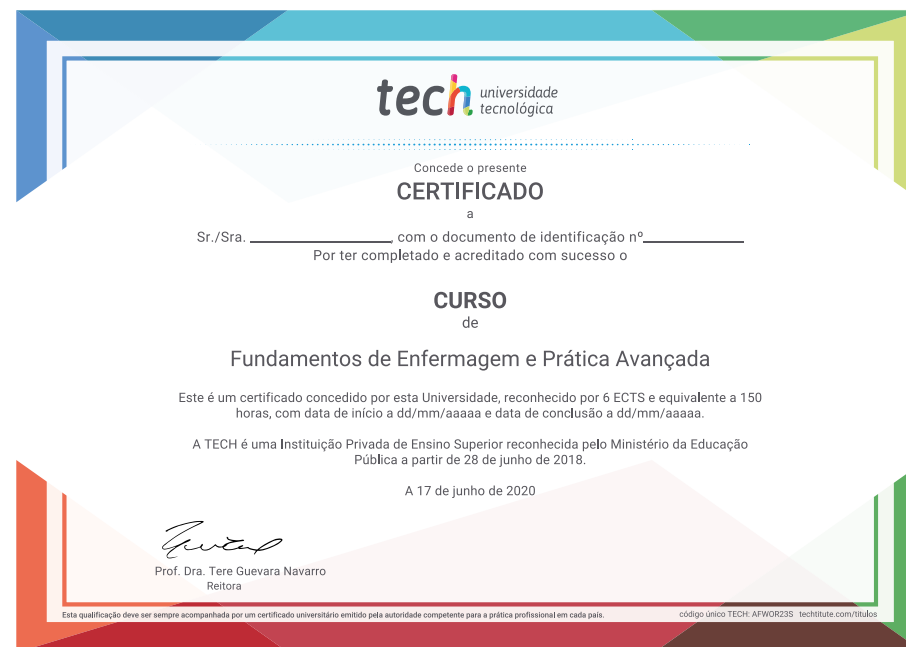 tech universidade
tecnológica
Concede o presente
CERTIFICADO
a
Sr./Sra. ____________________, com o documento de identificação nº______________
Por ter completado e acreditado com sucesso o
CURSO
de
Fundamentos de Enfermagem e Prática Avançada
Este é um certificado concedido por esta Universidade, reconhecido por 6 ECTS e equivalente a 150
horas, com data de início a dd/mm/aaaaa e data de conclusão a dd/mm/aaaaa.
A TECH é uma Instituição Privada de Ensino Superior reconhecida pelo Ministério da Educação
Pública a partir de 28 de junho de 2018.
A 17 de junho de 2020
Prof. Dra. Tere Guevara Navarro
Reitora
Esta qualificação deve ser sempre acompanhada por um certificado universitário emitido pela autoridade competente para a prática profissional em cada país.
código único TECH: AFWOR23S techtitute.com/titulos